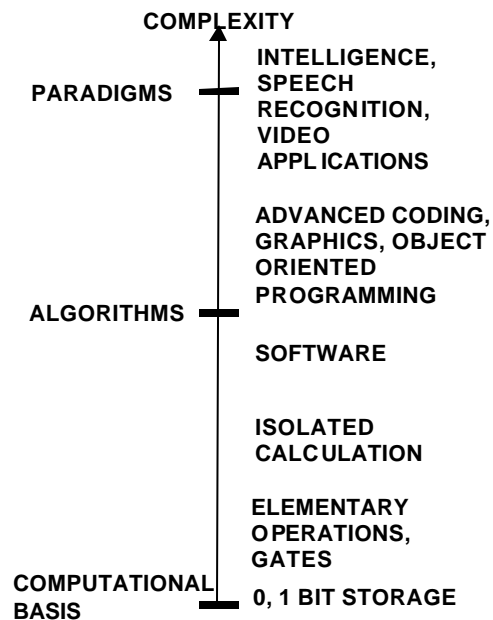 COMPLEXITY
INTELLIGENCE,
SPEECH
RECOGNITION,
VIDEO
APPLICATIONS
PARADIGMS
ADVANCED CODING,
GRAPHICS, OBJECT
ORIENTED
PROGRAMMING
ALGORITHMS
SOFTWARE
ISOLATED
CALCULATION
ELEMENTARY
OPERATIONS,
GATES
COMPUTATIONAL
BASIS
0, 1 BIT STORAGE